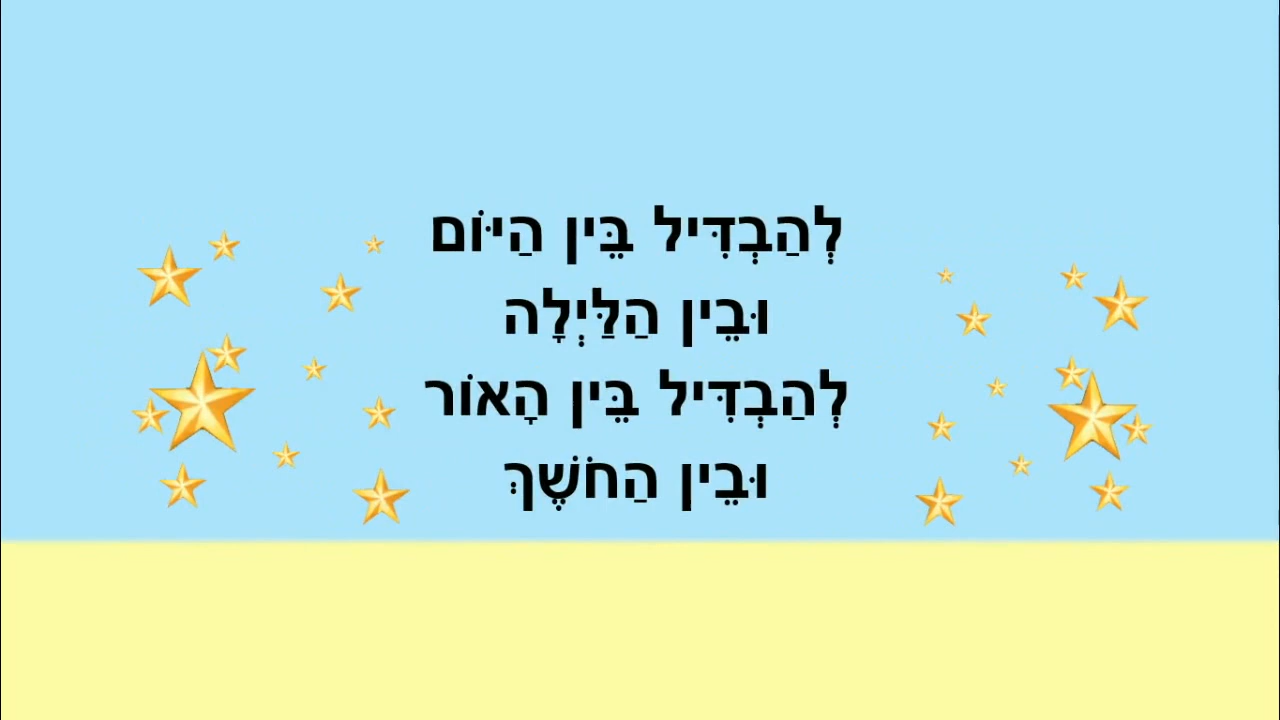 לְהַבְדִּיל בֵּין הַיּוֹם
וּבֵין הַלַּיְלָה
לְהַבְדִּיל בֵּין הָאוֹר
וּבֵין הַחֹשֶׁךְ